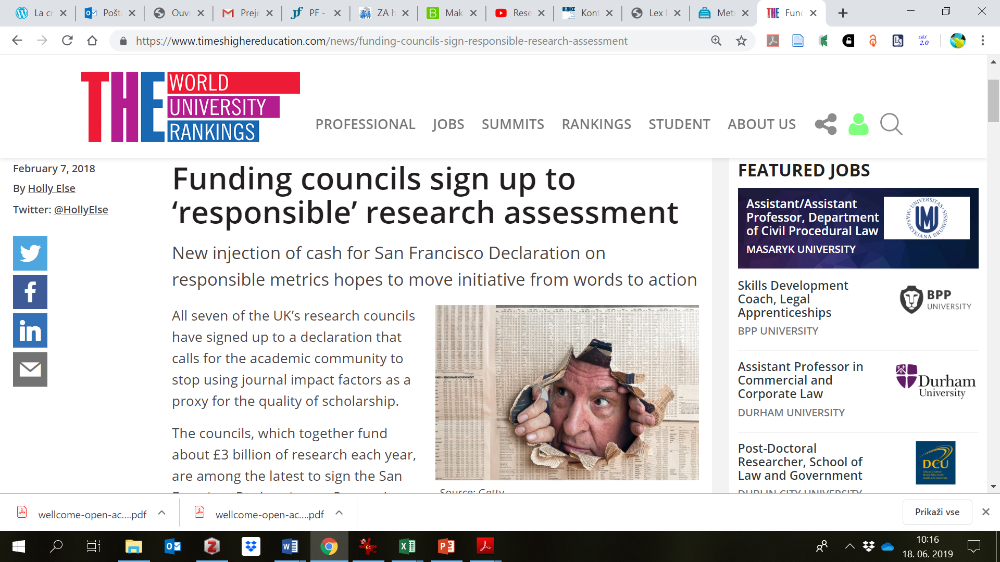 La cr
Pošt
Ouvr
Preje
PF -
ZA h
Mak
Rese
Kont
Lex l
Metr
Func
https://www.timeshighereducation.com/news/funding-councils-sign-responsible-research-assessment
LibX
2.0
THE WORLD
UNIVERSITY
RANKINGS
PROFESSIONAL JOBS SUMMITS RANKINGS STUDENT ABOUT US
February 7, 2018
By Holly Else
Twitter: @HollyElse
Funding councils sign up to
‘responsible’ research assessment
New injection of cash for San Francisco Declaration on
responsible metrics hopes to move initiative from words to action
All seven of the UK’s research councils
have signed up to a declaration that
calls for the academic community to
stop using journal impact factors as a
proxy for the quality of scholarship.
The councils, which together fund
about £3 billion of research each year,
are among the latest to sign the San
Source: Getty
FEATURED JOBS
Assistant/Assistant
Professor, Department
of Civil Procedural Law
MASARYK UNIVERSITY
Skills Development
Coach, Legal
Apprenticeships
BPP UNIVERSITY
BPP
UNIVERSITY
Assistant Professor in
Commercial and
Corporate Law
DURHAM UNIVERSITY
Durham
University
Post-Doctoral
Researcher, School of
Law and Government
DUBLIN CITY UNIVERSITY
DCU
wellcome-open-ac....pdf
wellcome-open-ac....pdf
Prikaži vse
64
10:16
18. 06. 2019